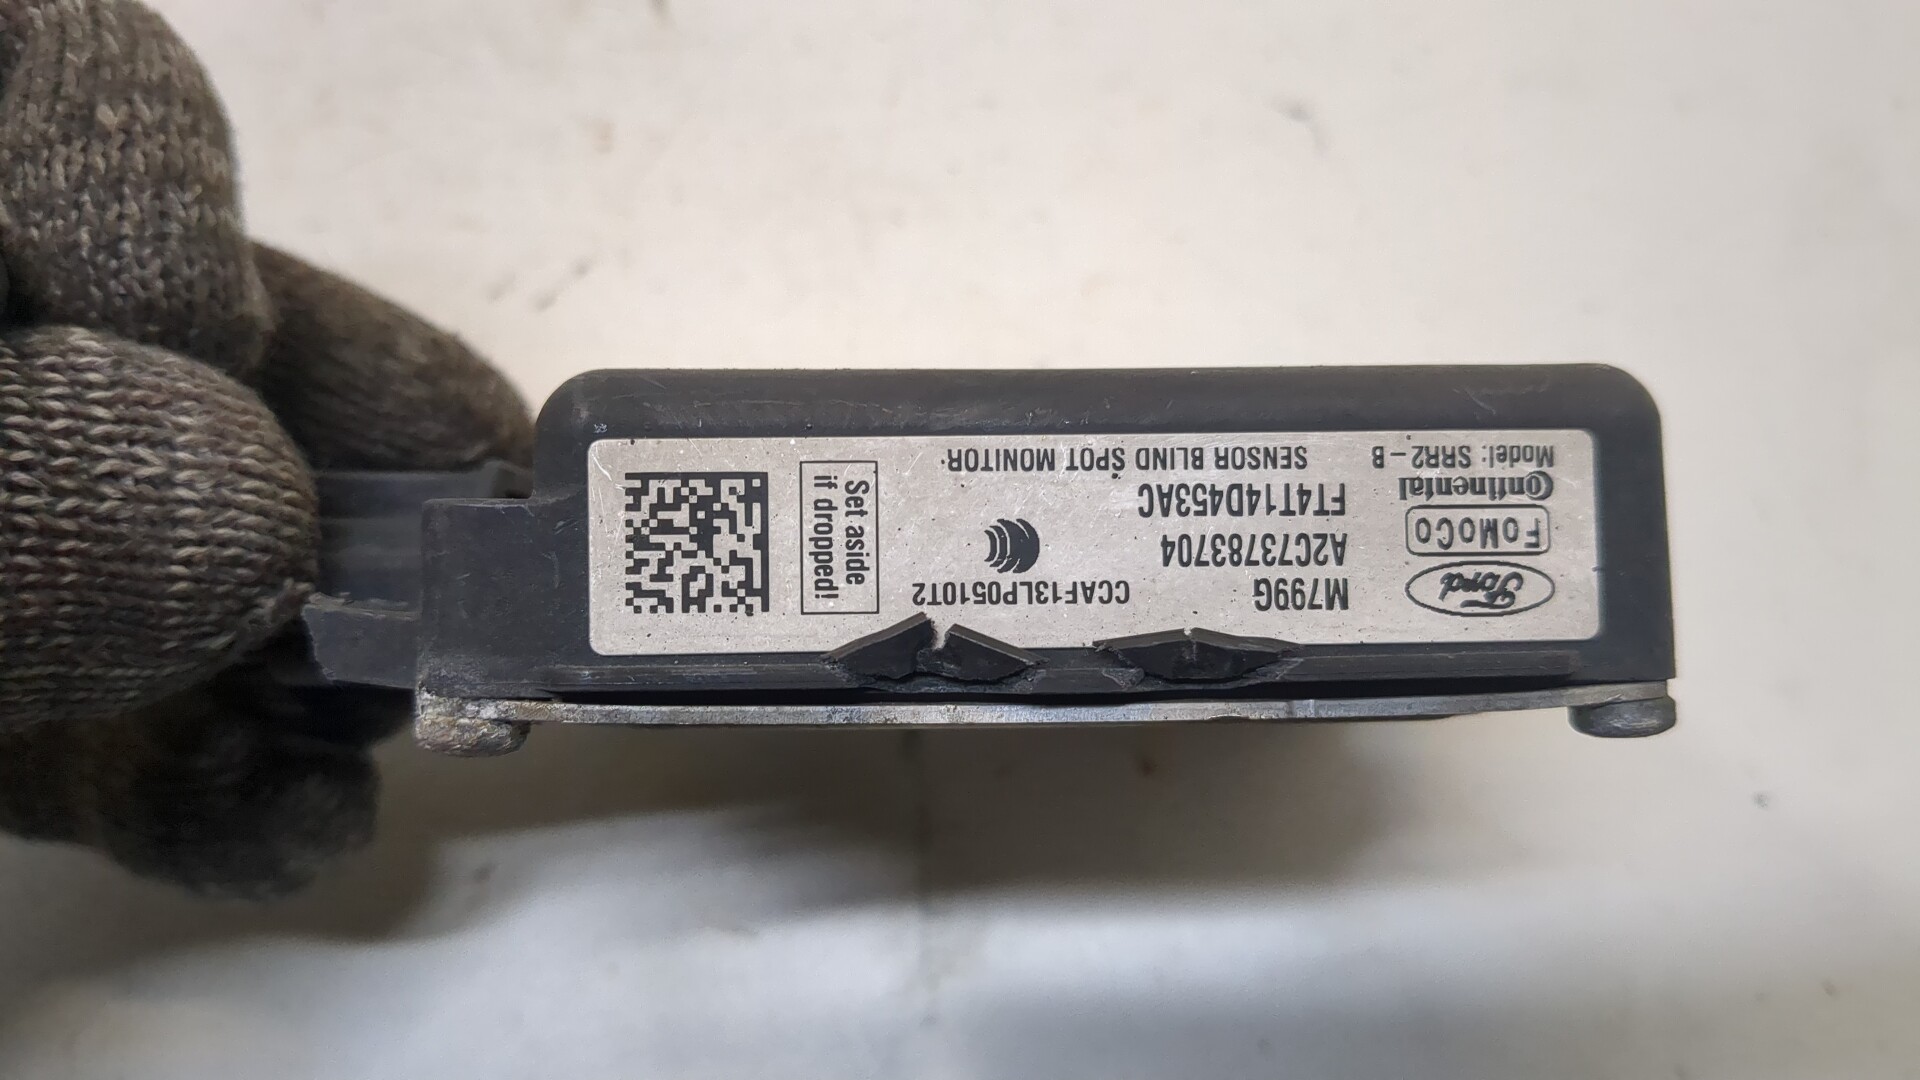 Ford
M799G
CCAF13LP0510T2
FoMoCo
A2C73783704
Continental
FT4T14D453AC
Model: SRR2-B
SENSOR BLIND SPOT MONITOR
Set aside
if dropped!